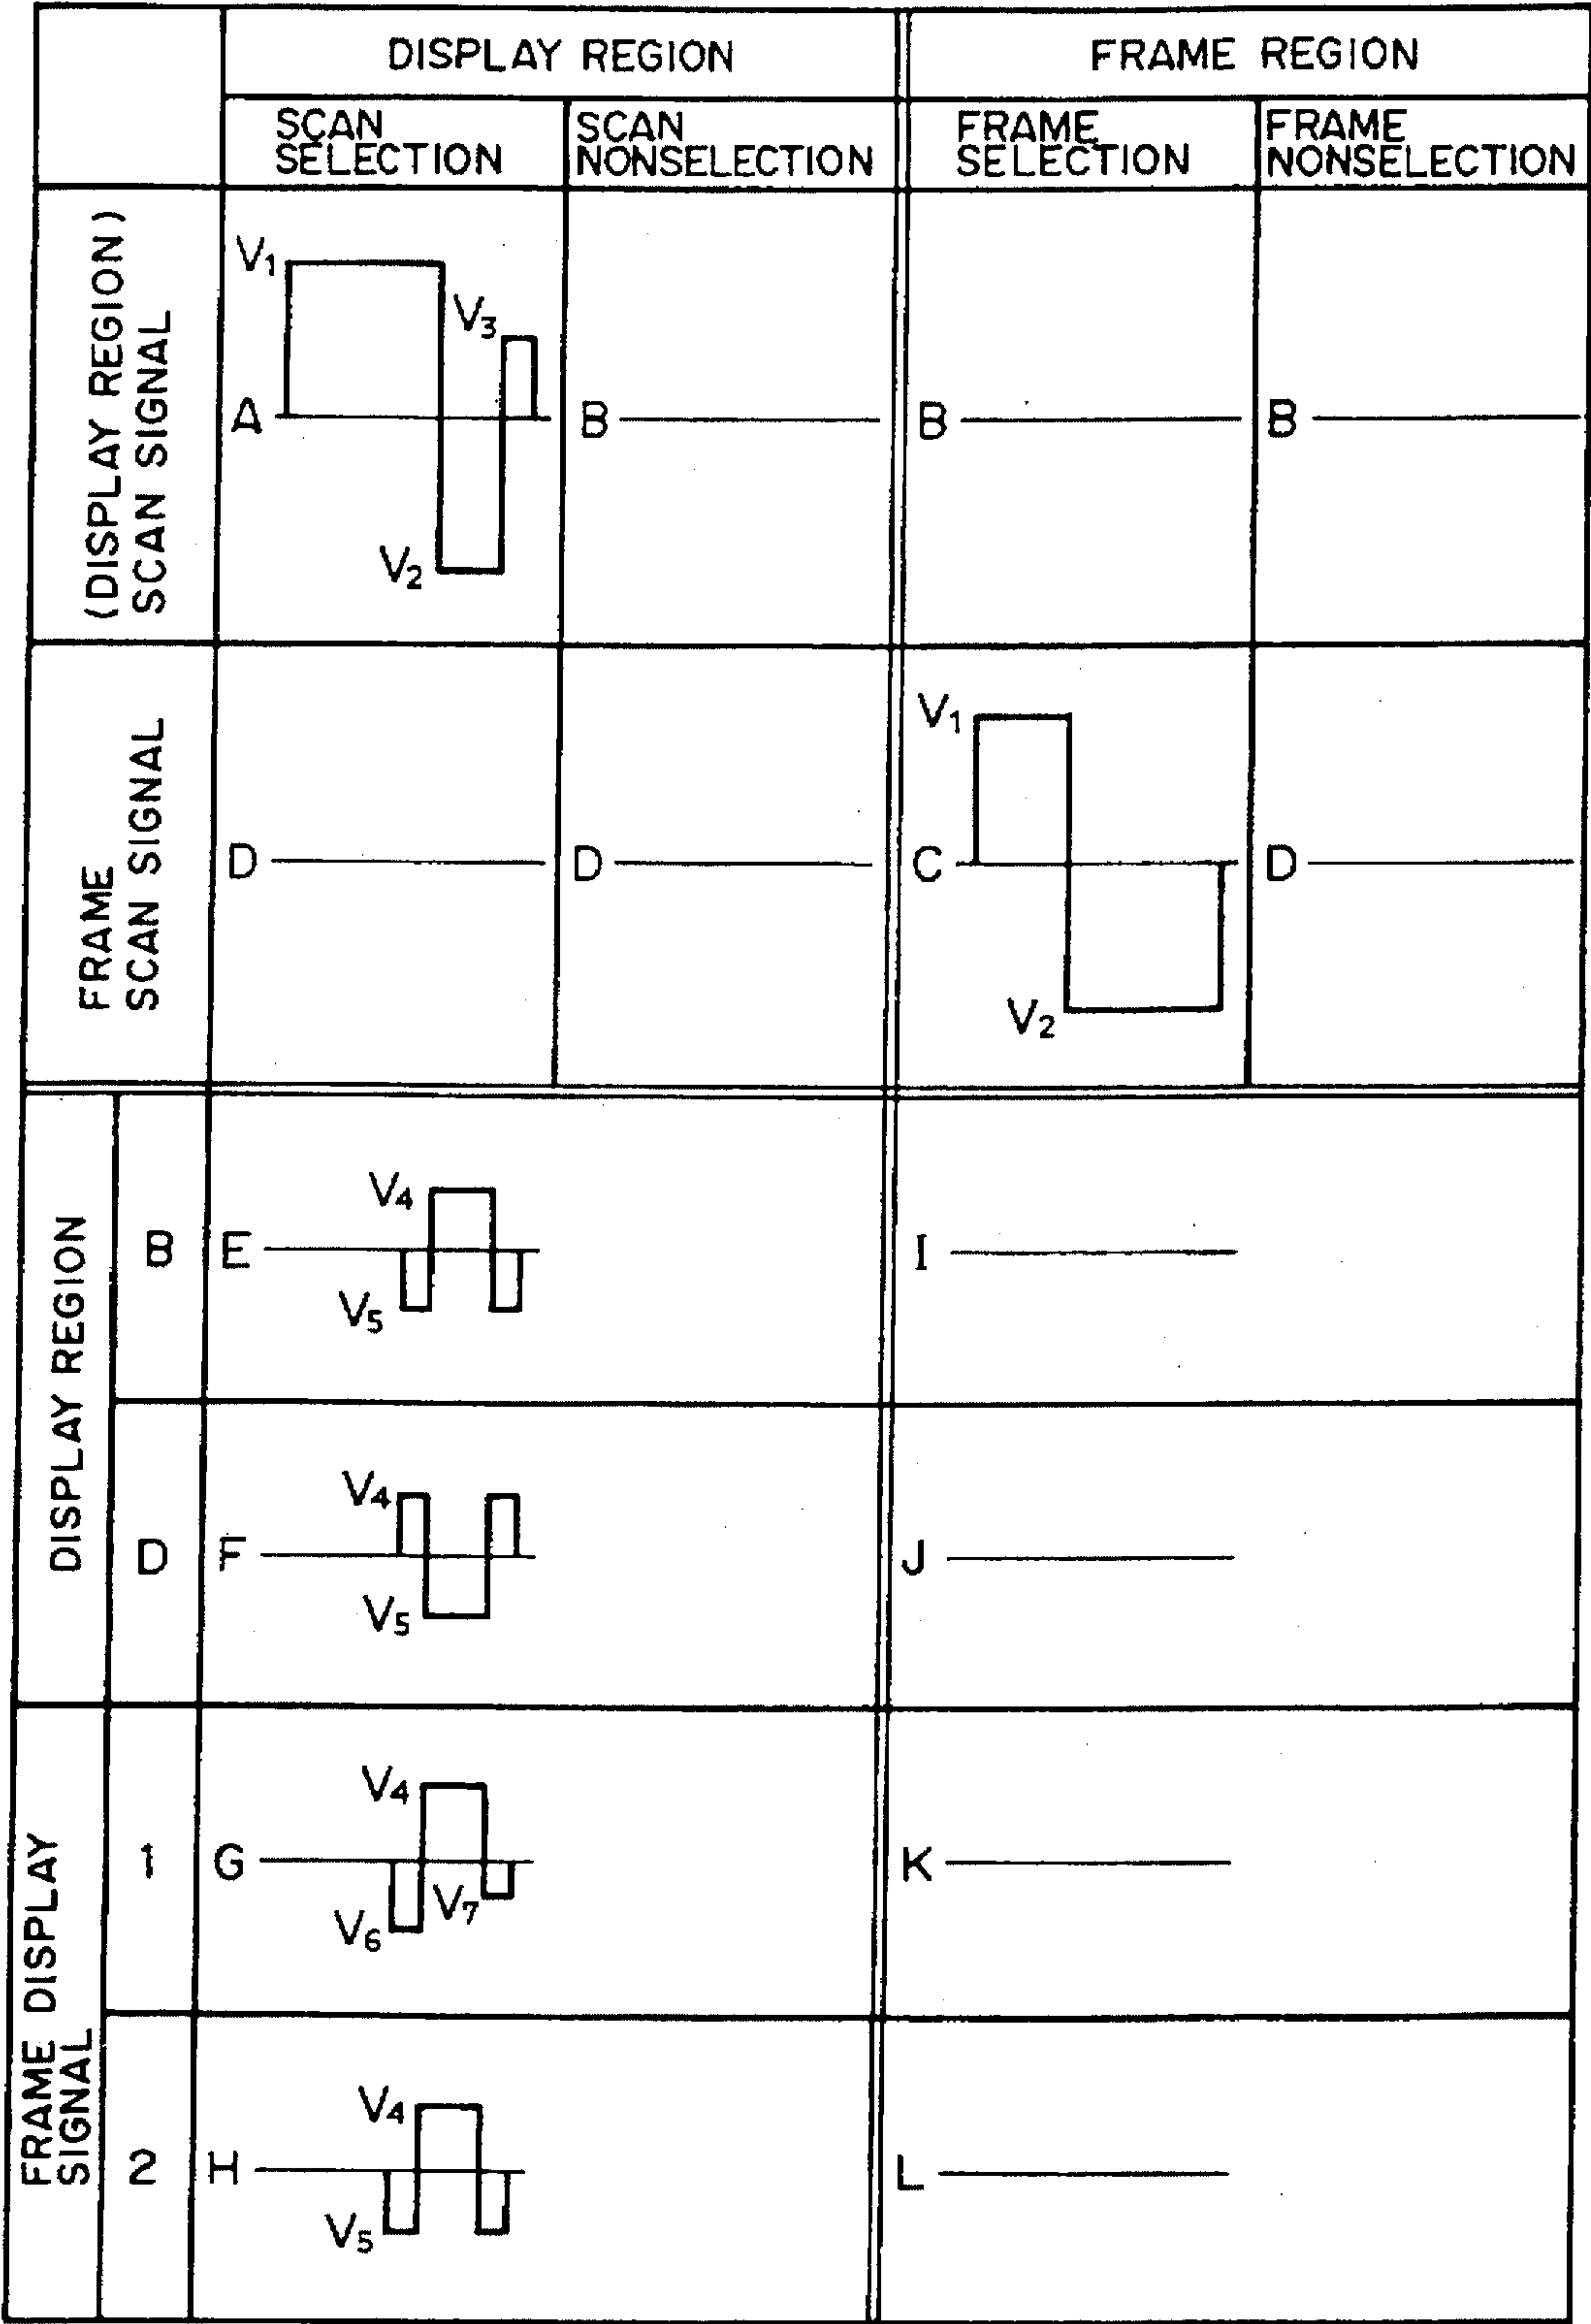 DISPLAY REGION
FRAME REGION
SCAN
SELECTION
SCAN
NONSELECTION
FRAME
SELECTION
FRAME
NONSELECTION
(DISPLAY REGION)
SCAN SIGNAL
V1
V3
A
V2
B
B
B
FRAME
SCAN SIGNAL
D
D
V1
C
V2
D
DISPLAY REGION
B
E
V4
V5
I
D
F
V4
V5
J
FRAME DISPLAY
SIGNAL
1
G
V4
V6
V7
K
2
H
V4
V5
L